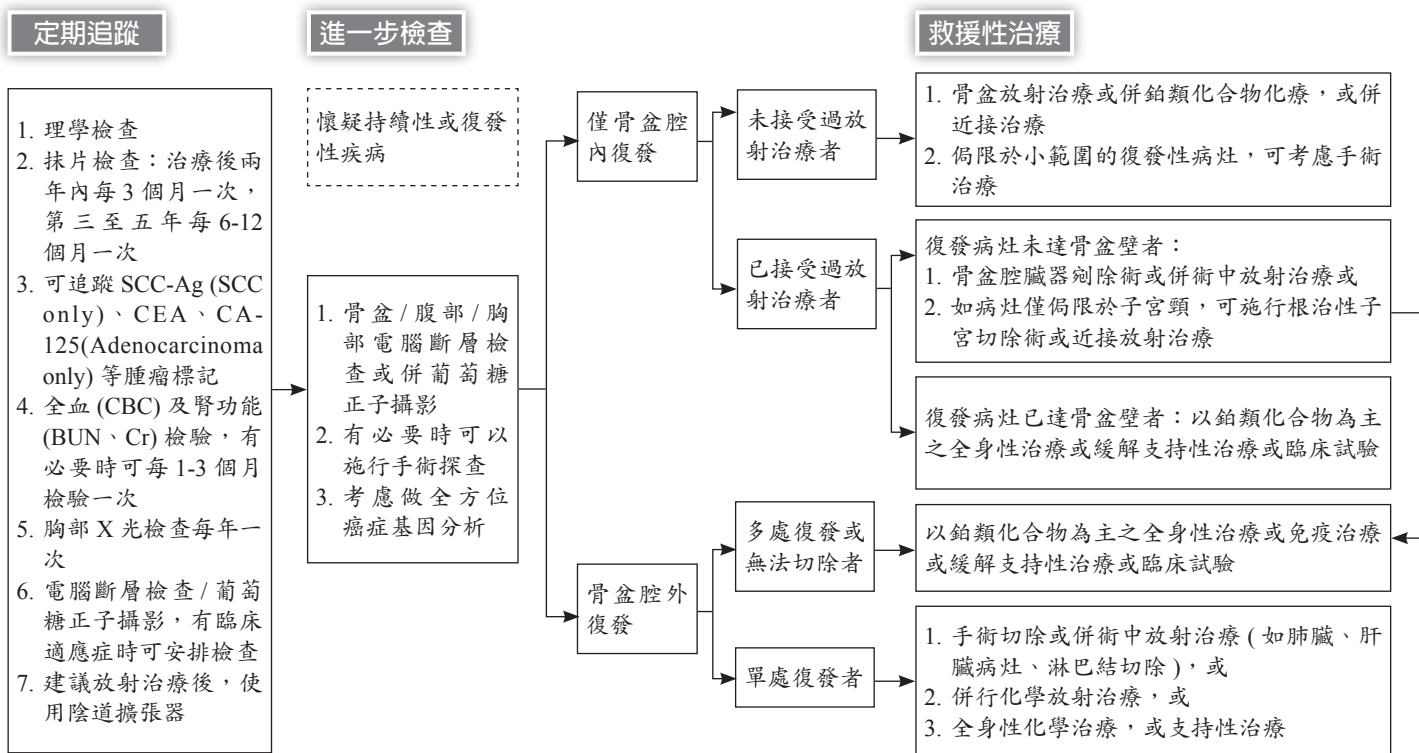 定期追蹤
進一步檢查
救援性治療
1. 理學檢查
2. 抹片檢查：治療後兩
年內每 3 個月一次，
第三至五年每 6-12
個月一次
3. 可追蹤 SCC-Ag (SCC
only)、CEA、CA-
125(Adenocarcinoma
only) 等腫瘤標記
4. 全血 (CBC) 及腎功能
(BUN、Cr) 檢驗，有
必要時可每 1-3 個月
檢驗一次
5. 胸部 X 光檢查每年一
次
6. 電腦斷層檢查 / 葡萄
糖正子攝影，有臨床
適應症時可安排檢查
7. 建議放射治療後，使
用陰道擴張器
懷疑持續性或復發
性疾病
1. 骨盆 / 腹部 / 胸
部電腦斷層檢
查或併葡萄糖
正子攝影
2. 有必要時可以
施行手術探查
3. 考慮做全方位
癌症基因分析
僅骨盆腔
內復發
未接受過放
射治療者
1. 骨盆放射治療或併鉑類化合物化療，或併
近接治療
2. 侷限於小範圍的復發性病灶，可考慮手術
治療
已接受過放
射治療者
復發病灶未達骨盆壁者：
1. 骨盆腔臟器剜除術或併術中放射治療或
2. 如病灶僅侷限於子宮頸，可施行根治性子
宮切除術或近接放射治療
復發病灶已達骨盆壁者：以鉑類化合物為主
之全身性治療或緩解支持性治療或臨床試驗
骨盆腔外
復發
多處復發或
無法切除者
以鉑類化合物為主之全身性治療或免疫治療
或緩解支持性治療或臨床試驗
單處復發者
1. 手術切除或併術中放射治療 ( 如肺臟、肝
臟病灶、淋巴結切除 )，或
2. 併行化學放射治療，或
3. 全身性化學治療，或支持性治療